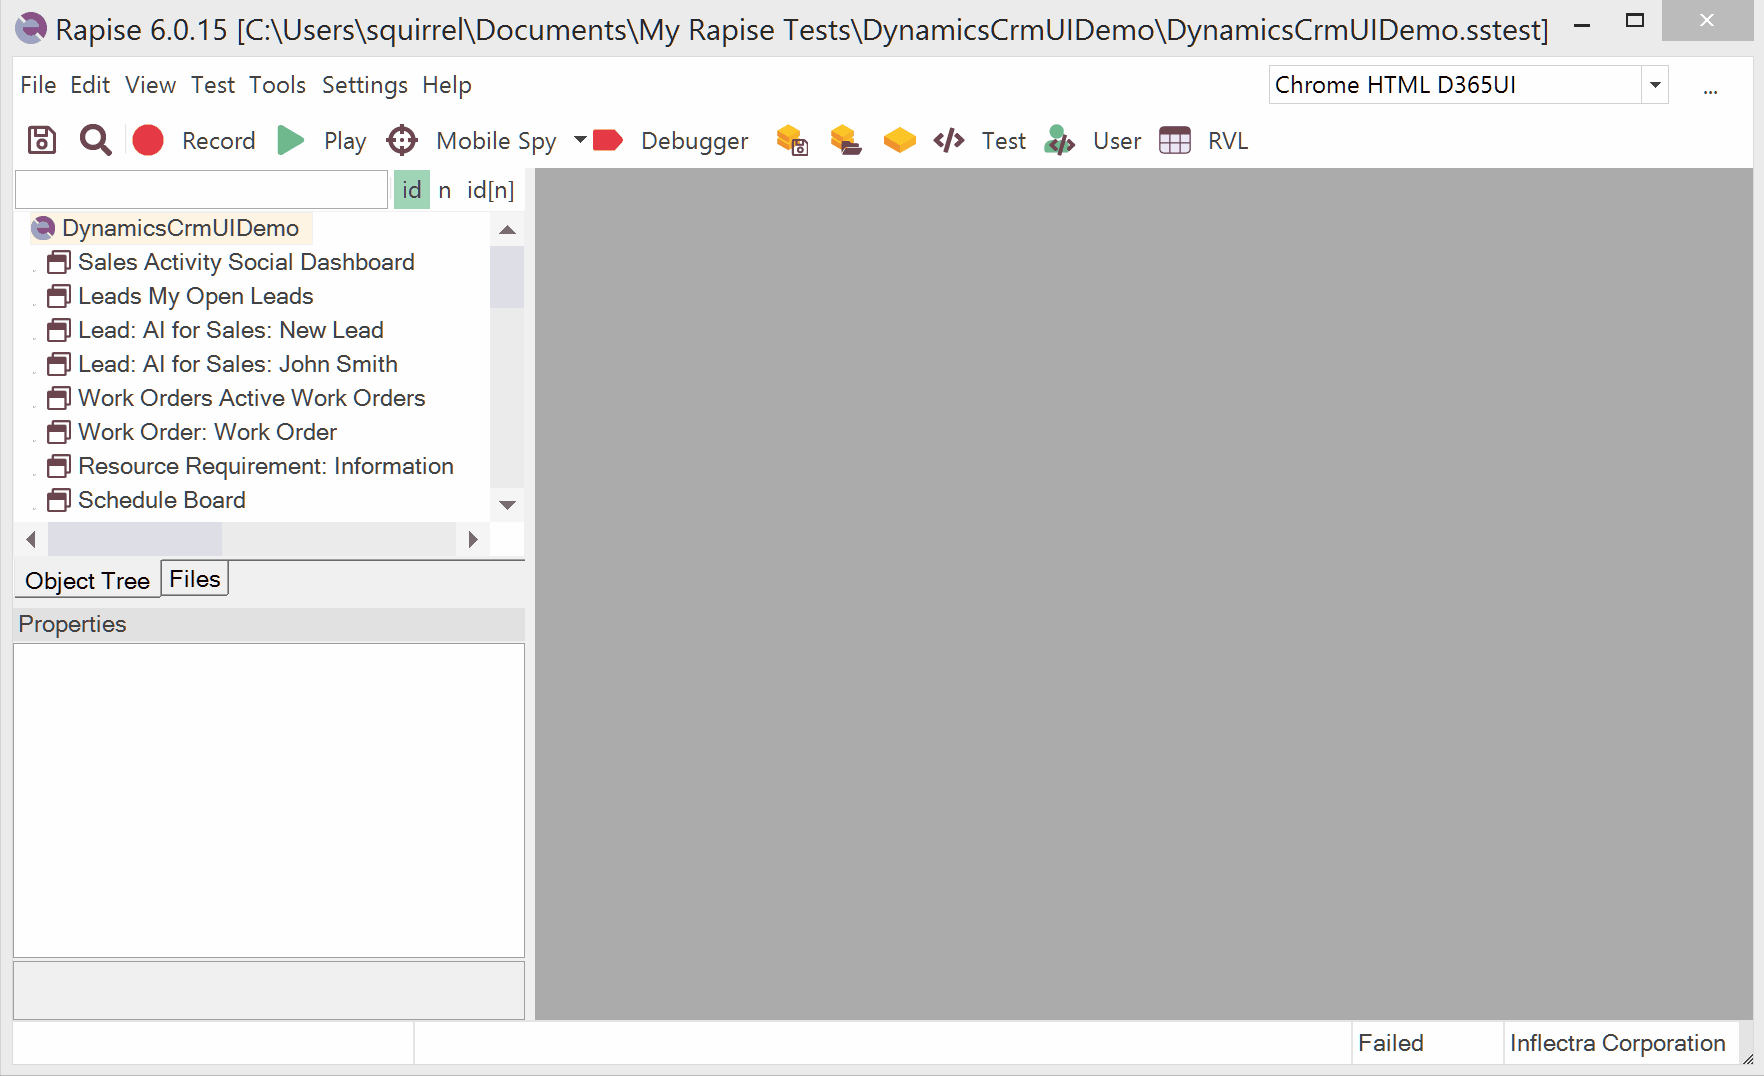 Rapise 6.0.15 [C:\Users\squirrel\Documents\My Rapise Tests\DynamicsCrmUIDemo\DynamicsCrmUIDemo.sstest]
File Edit View Test Tools Settings Help
Chrome HTML D365UI
...
Record Play Mobile Spy Debugger Test User RVL
id n id[n]
DynamicsCrmUIDemo
Sales Activity Social Dashboard
Leads My Open Leads
Lead: AI for Sales: New Lead
Lead: AI for Sales: John Smith
Work Orders Active Work Orders
Work Order: Work Order
Resource Requirement: Information
Schedule Board
Object Tree Files
Properties
Failed Inflectra Corporation